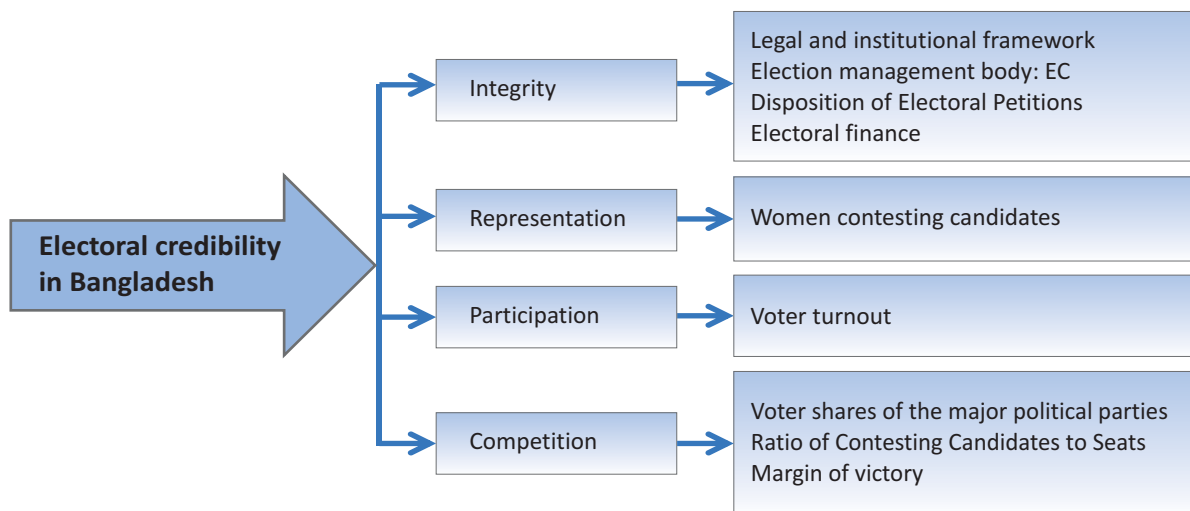 Electoral credibility
in Bangladesh
Integrity
Legal and institutional framework
Election management body: EC
Disposition of Electoral Petitions
Electoral finance
Representation
Women contesting candidates
Participation
Voter turnout
Competition
Voter shares of the major political parties
Ratio of Contesting Candidates to Seats
Margin of victory